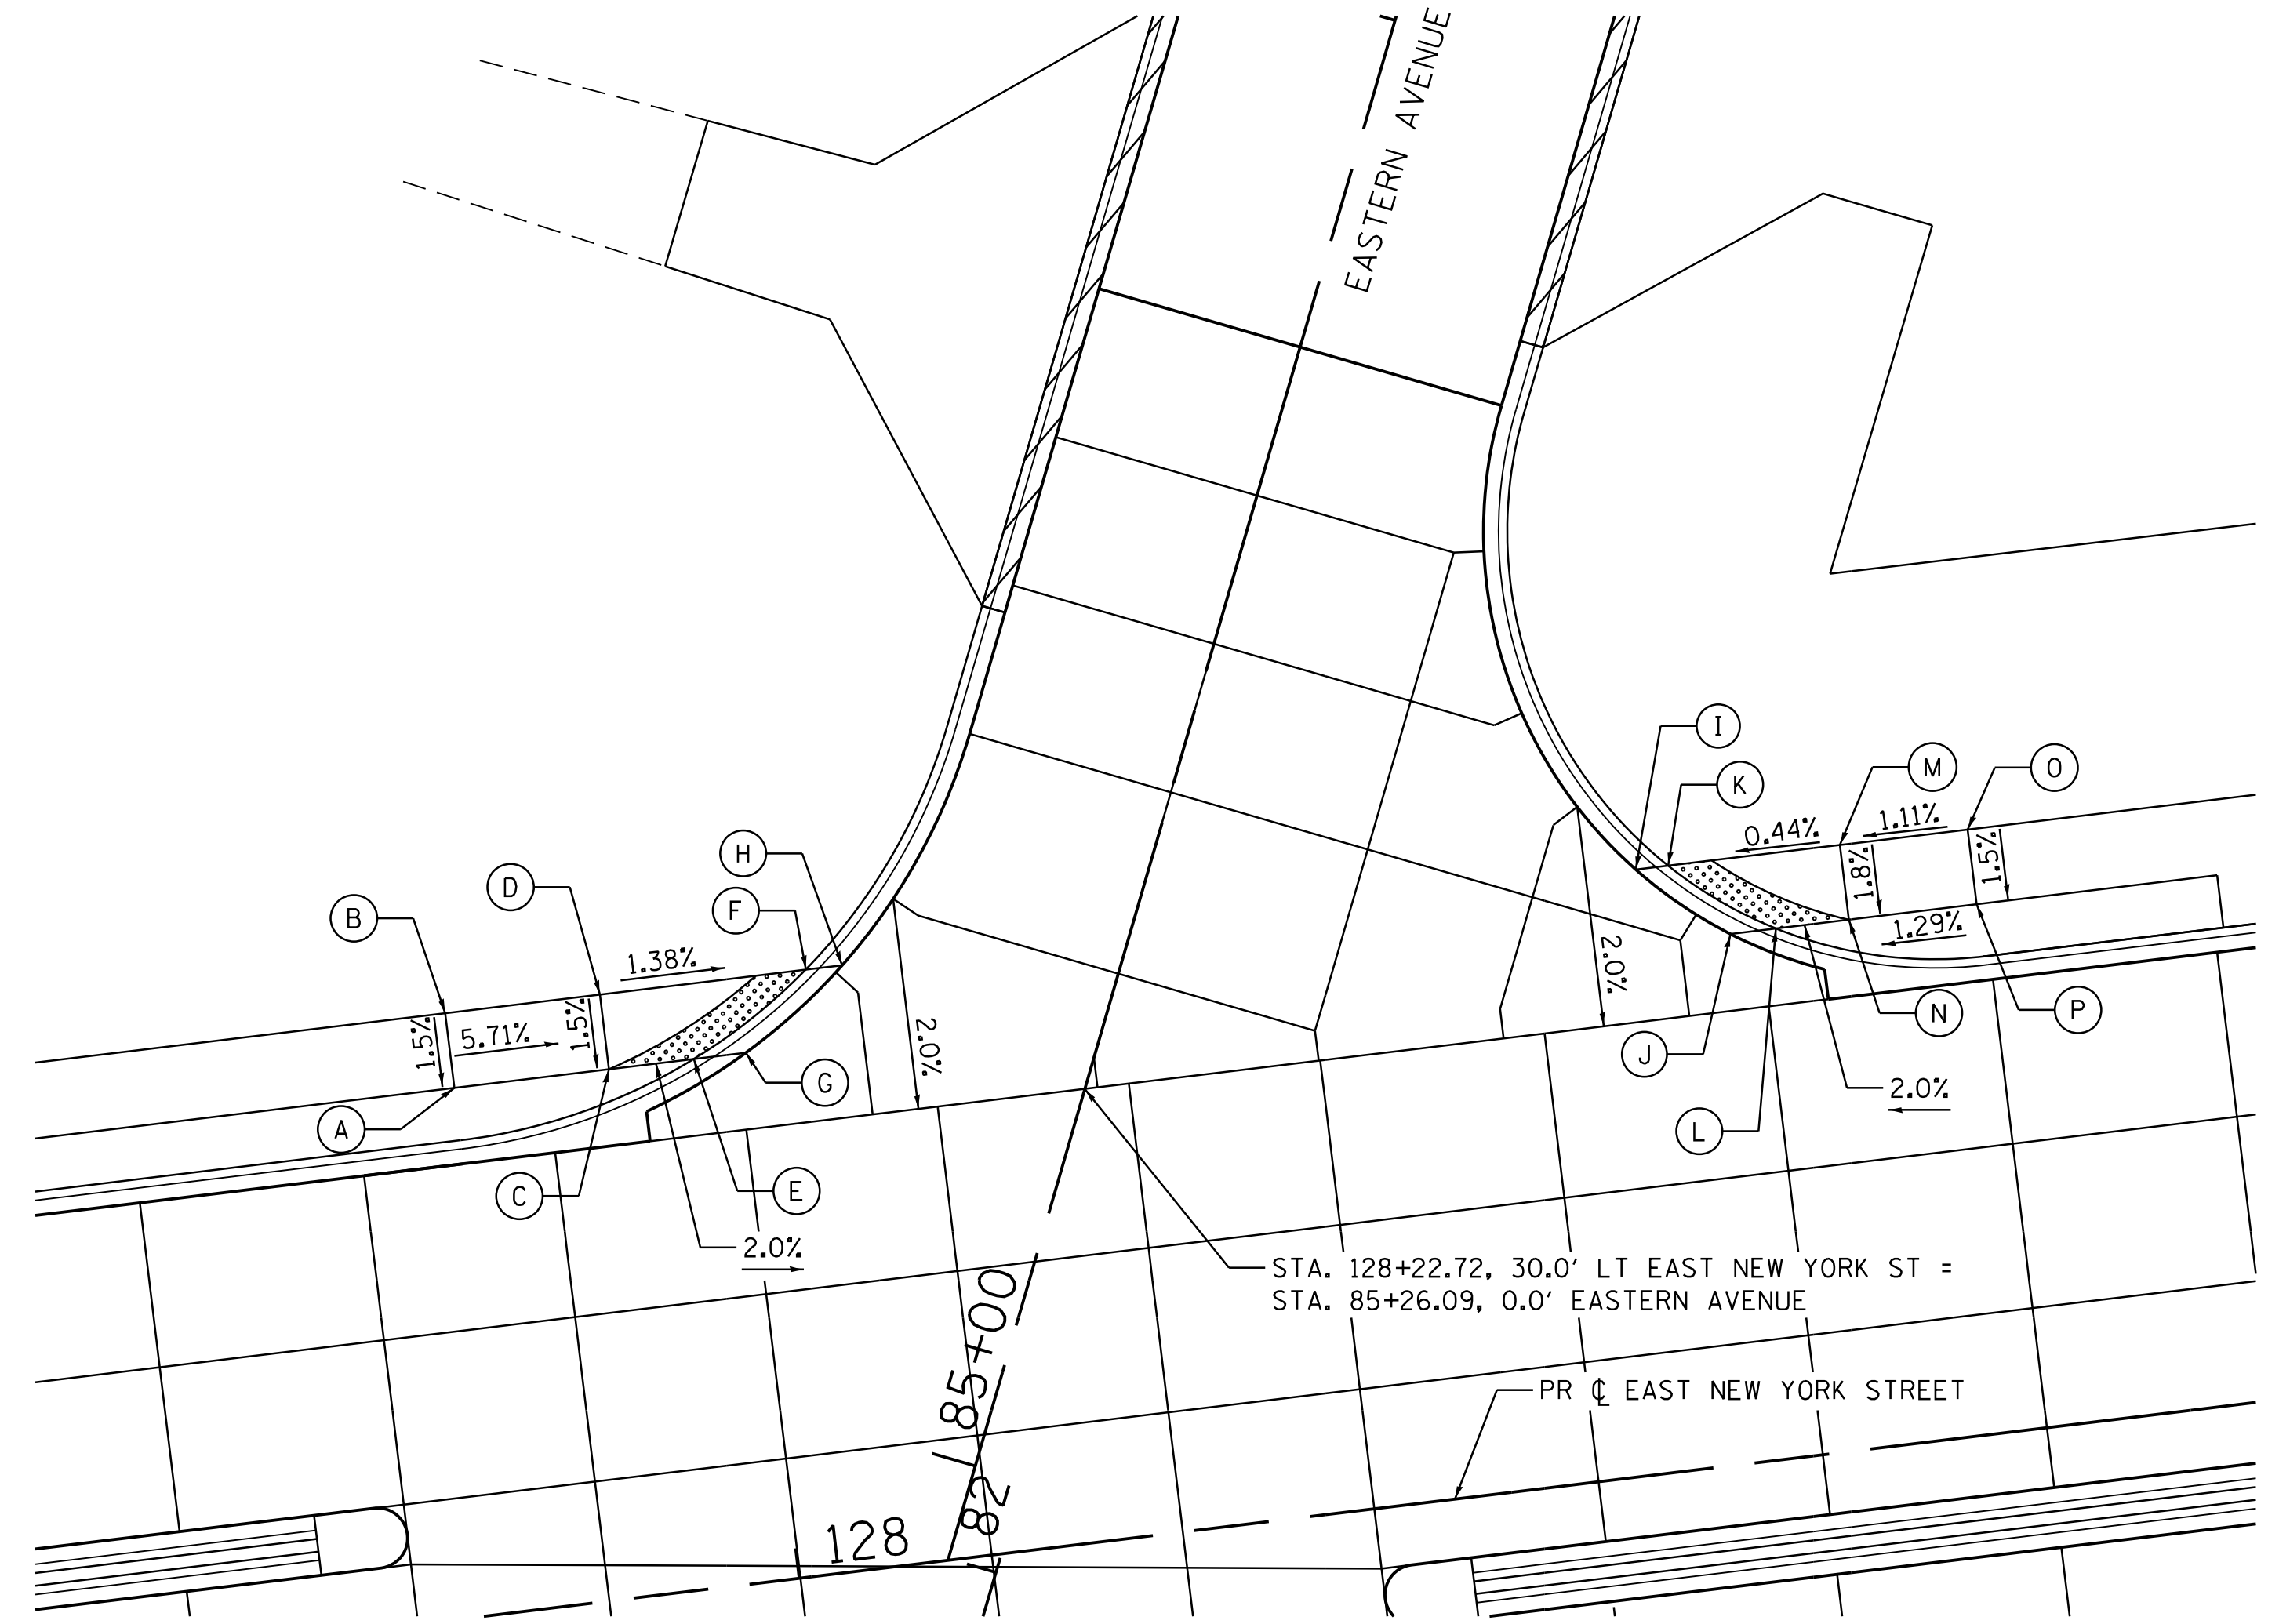 EASTERN AVENUE
I
K
M
O
1.11%
0.44%
1.8%
1.5%
1.29%
H
D
F
B
1.38%
1.5%
5.71%
1.5%
2.0%
2.0%
N
P
J
G
2.0%
A
L
C
E
2.0%
STA. 128+22.72, 30.0' LT EAST NEW YORK ST =
STA. 85+26.09, 0.0' EASTERN AVENUE
85+00
PR ℄ EAST NEW YORK STREET
82
128